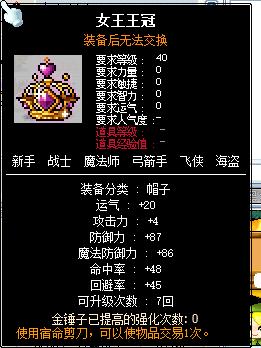 女王王冠
装备后无法交换
要求等级： 40
要求力量： 0
要求敏捷： 0
要求智力： 0
要求运气： 0
要求人气度： -
道具等级： -
道具经验值： -
新手 战士 魔法师 弓箭手 飞侠 海盗
装备分类 : 帽子
运气 : +20
攻击力 : +4
防御力 : +87
魔法防御力 : +86
命中率 : +48
回避率 : +45
可升级次数 : 7回
金锤子已提高的强化次数: 0
使用宿命剪刀，可以使物品交易1次。